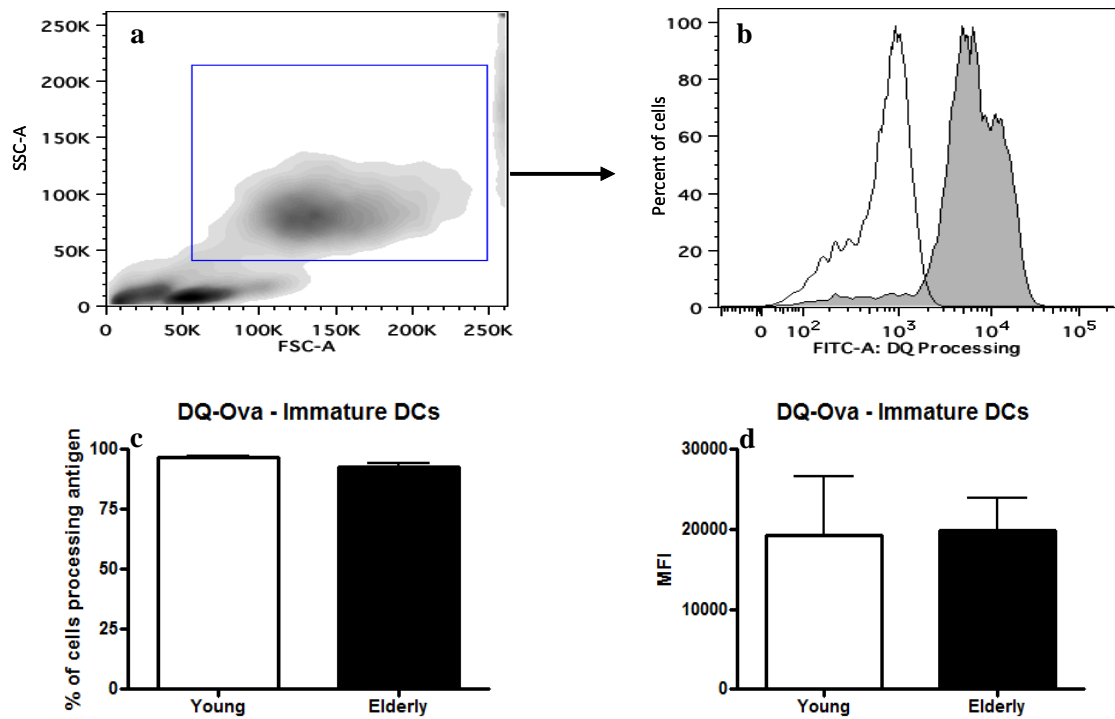 a
250K
200K
150K
100K
50K
0
SSC-A
0 50K 100K 150K 200K 250K
FSC-A
b
100
80
60
40
20
0
Percent of cells
0 10^2 10^3 10^4 10^5
FITC-A: DQ Processing
DQ-Ova - Immature DCs
c
100
75
50
25
0
% of cells processing antigen
Young Elderly
DQ-Ova - Immature DCs
d
30000
20000
10000
0
MFI
Young Elderly